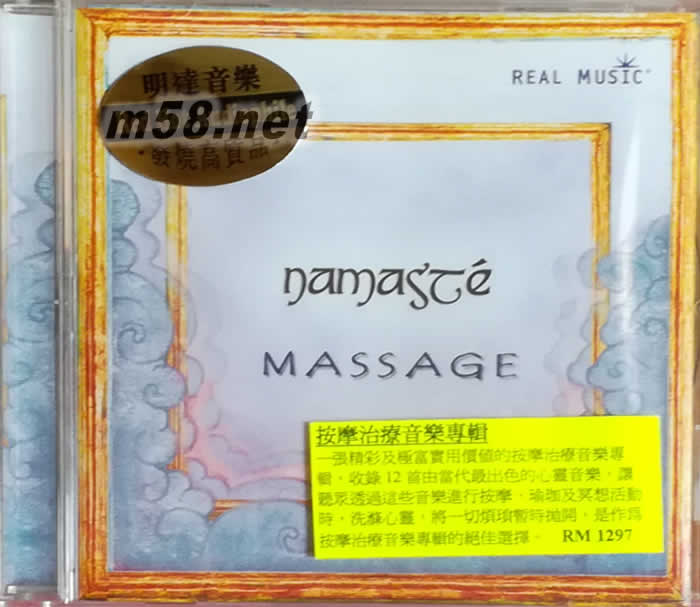 明達音樂
REAL MUSIC
m58.net
發燒高質品
namasté
MASSAGE
按摩治療音樂專輯
一張精彩及極富實用價值的按摩治療音樂專
輯，收錄12首由當代最出色的心靈音樂，讓
聽眾透過這些音樂進行按摩、瑜珈及冥想活動
時，洗滌心靈，將一切煩瑣暫時拋開，是作爲
按摩治療音樂專輯的絕佳選擇。 RM 1297